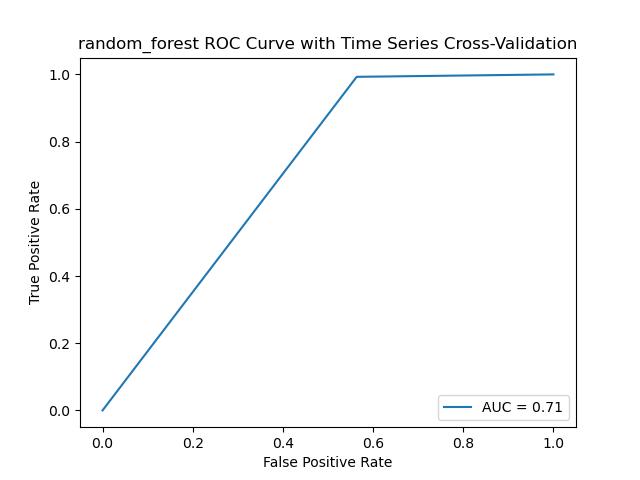 random_forest ROC Curve with Time Series Cross-Validation
1.0
0.8
0.6
0.4
0.2
0.0
True Positive Rate
AUC = 0.71
0.0 0.2 0.4 0.6 0.8 1.0
False Positive Rate